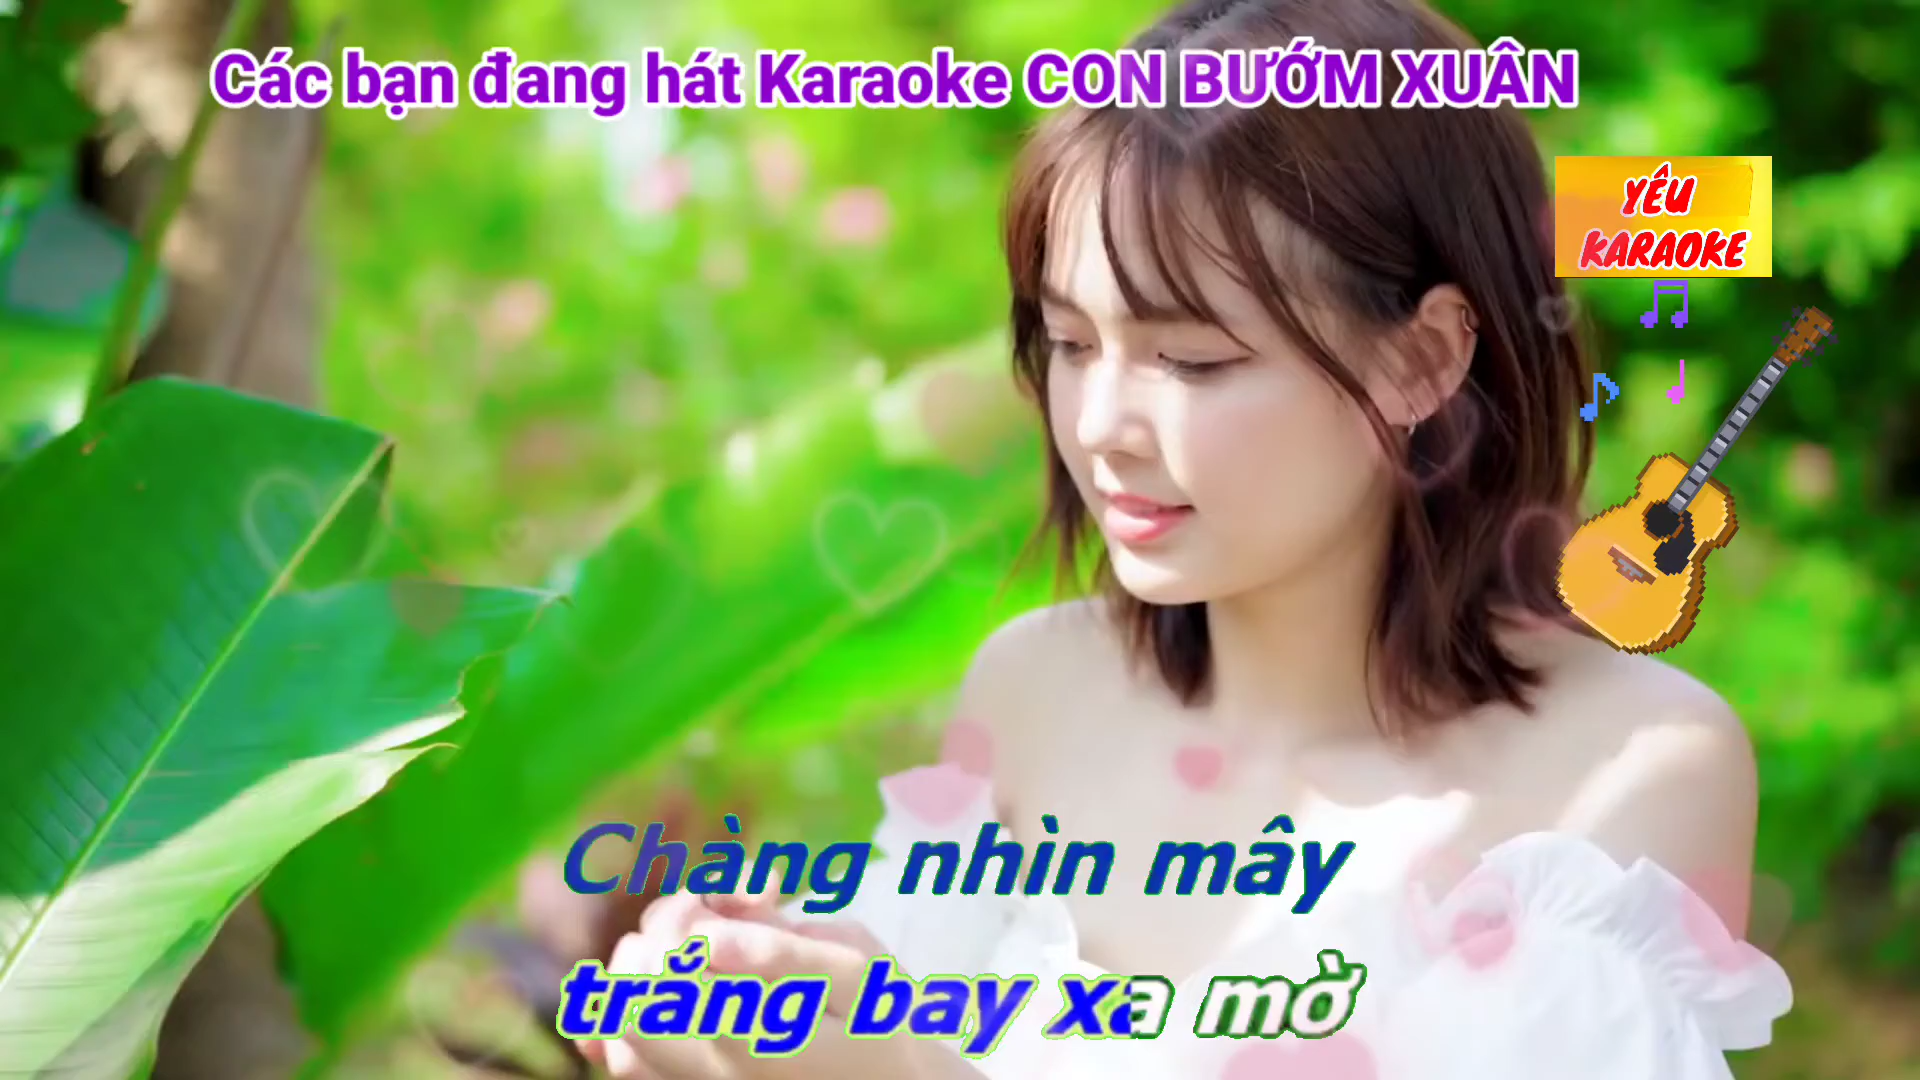 Các bạn đang hát Karaoke CON BƯỚM XUÂN
YÊU
KARAOKE
Chàng nhìn mây
trắng bay xa mờ